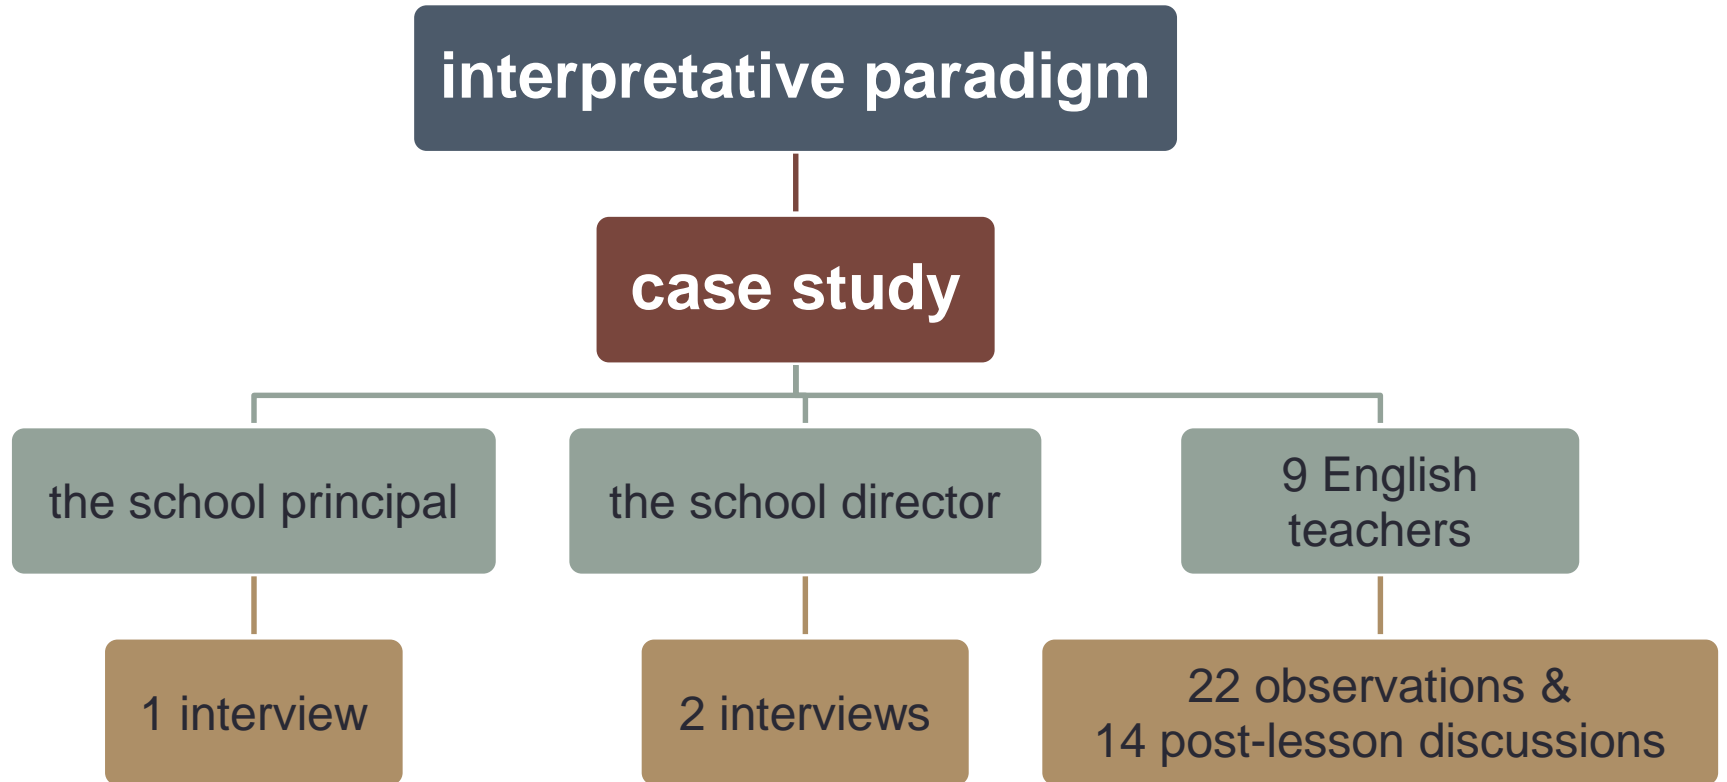 interpretative paradigm
case study
the school principal
the school director
9 English
teachers
1 interview
2 interviews
22 observations &
14 post-lesson discussions